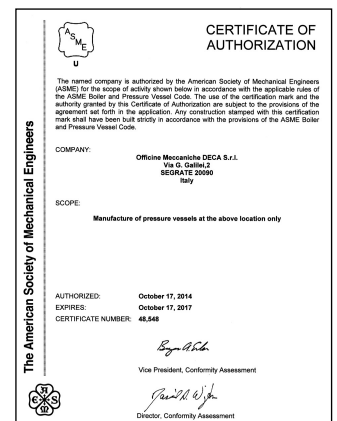 ASME
U
CERTIFICATE OF
AUTHORIZATION
The named company is authorized by the American Society of Mechanical Engineers
(ASME) for the scope of activity shown below in accordance with the applicable rules of
the ASME Boiler and Pressure Vessel Code. The use of the certification mark and the
authority granted by this Certificate of Authorization are subject to the provisions of the
agreement set forth in the application. Any construction stamped with this certification
mark shall have been built strictly in accordance with the provisions of the ASME Boiler
and Pressure Vessel Code.
COMPANY:
Officine Meccaniche DECA S.r.l.
Via G. Galilei,2
SEGRATE 20090
Italy
SCOPE:
Manufacture of pressure vessels at the above location only
AUTHORIZED: October 17, 2014
EXPIRES: October 17, 2017
CERTIFICATE NUMBER: 48,548
Vice President, Conformity Assessment
Director, Conformity Assessment
The American Society of Mechanical Engineers